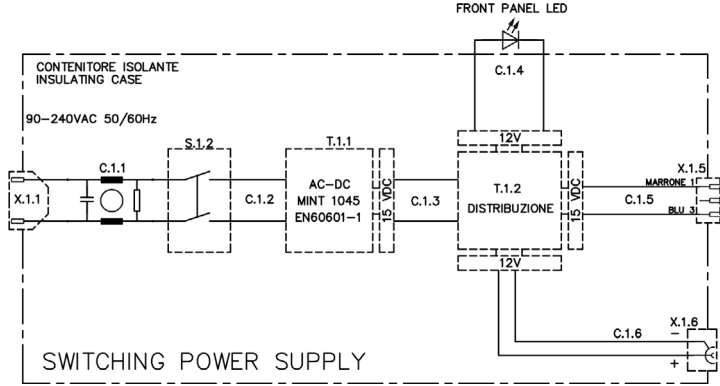 FRONT PANEL LED
CONTENITORE ISOLANTE
INSULATING CASE
C.1.4
90-240VAC 50/60Hz
12V
S.1.2
T.1.1
C.1.1
X.1.5
X.1.1
C.1.2
AC-DC
MINT 1045
EN60601-1
15 VDC
C.1.3
T.1.2
DISTRIBUZIONE
15 VDC
MARRONE 1
C.1.5
BLU 3
12V
X.1.6
C.1.6
-
+
SWITCHING POWER SUPPLY